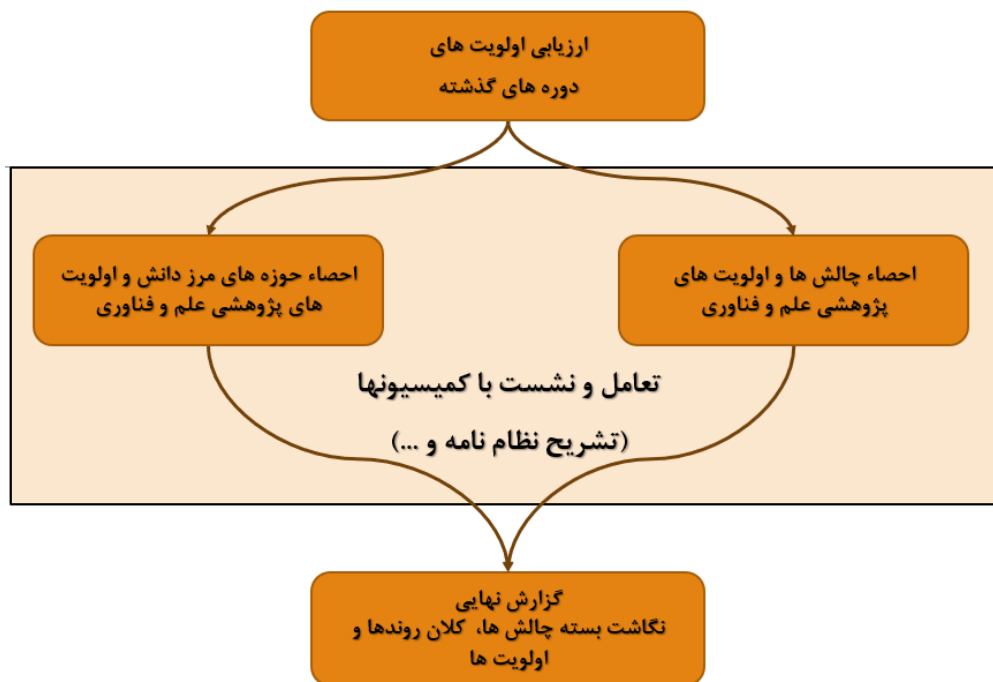 ارزیابی اولویت های
دوره های گذشته
احصاء چالش ها و اولویت های
پژوهشی علم و فناوری
احصاء حوزه های مرز دانش و اولویت
های پژوهشی علم و فناوری
تعامل و نشست با کمیسیونها
(تشریح نظام نامه و ...)
گزارش نهایی
نگاشت بسته چالش ها، کلان روندها و
اولویت ها